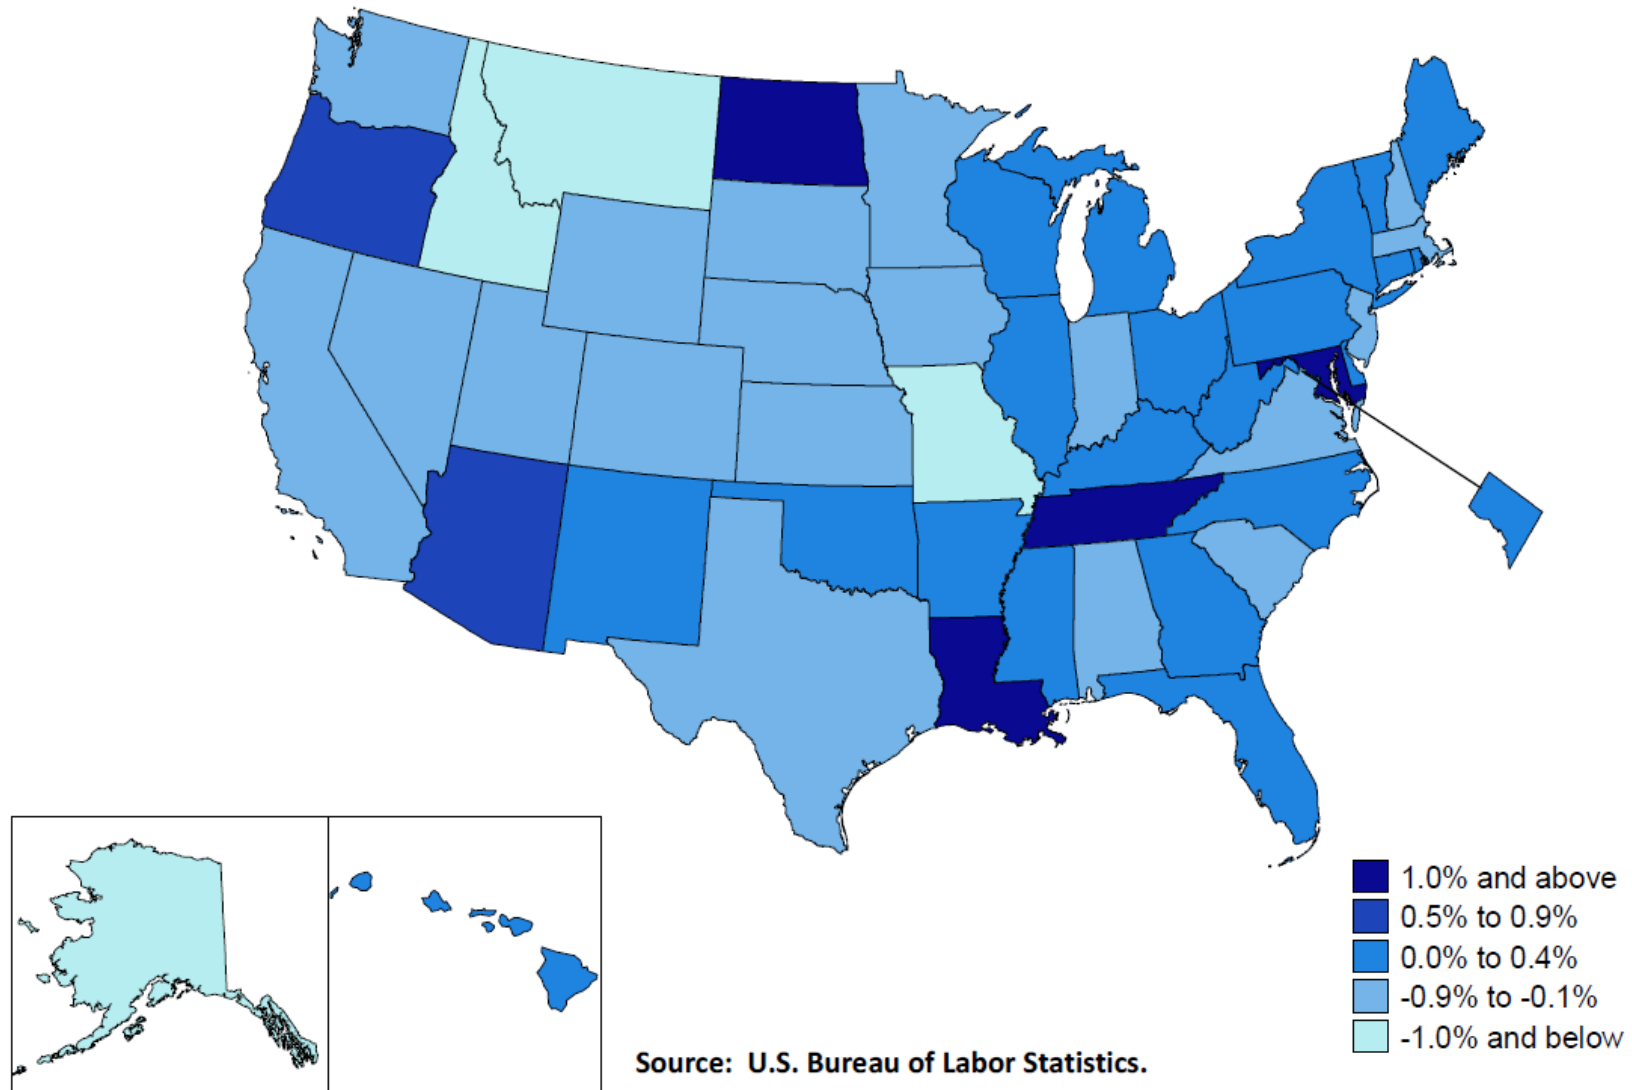 1.0% and above
0.5% to 0.9%
0.0% to 0.4%
-0.9% to -0.1%
-1.0% and below
Source:  U.S. Bureau of Labor Statistics.